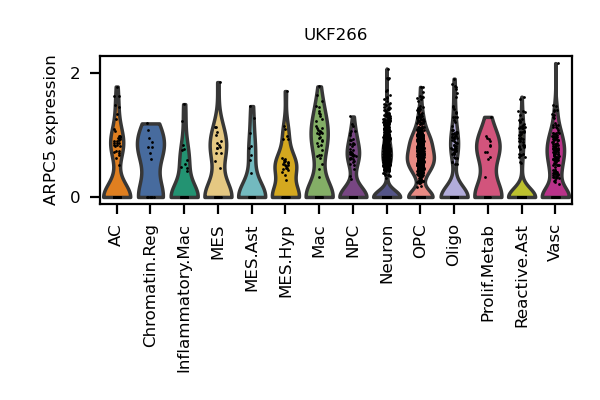 UKF266
ARPC5 expression
2
0
AC
Chromatin.Reg
Inflammatory.Mac
MES
MES.Ast
MES.Hyp
Mac
NPC
Neuron
OPC
Oligo
Prolif.Metab
Reactive.Ast
Vasc